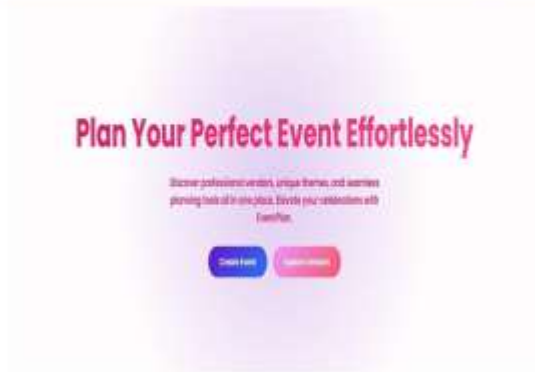 Plan Your Perfect Event Effortlessly
Discover professional vendors, unique themes, and seamless
planning tools all in one place. Elevate your celebrations with
EventPlan.
Create Event